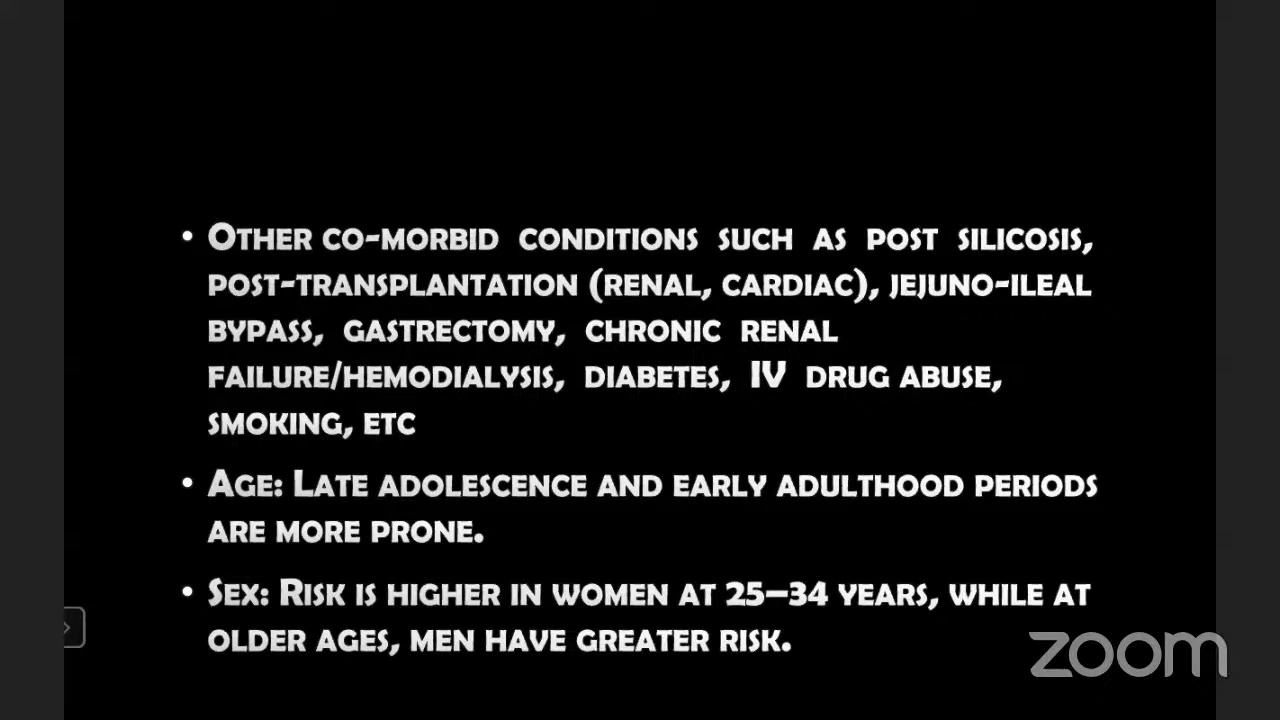 • Other co-morbid conditions such as post silicosis,
post-transplantation (renal, cardiac), jejuno-ileal
bypass, gastrectomy, chronic renal
failure/hemodialysis, diabetes, IV drug abuse,
smoking, etc
• Age: Late adolescence and early adulthood periods
are more prone.
• Sex: Risk is higher in women at 25–34 years, while at
older ages, men have greater risk.
zoom